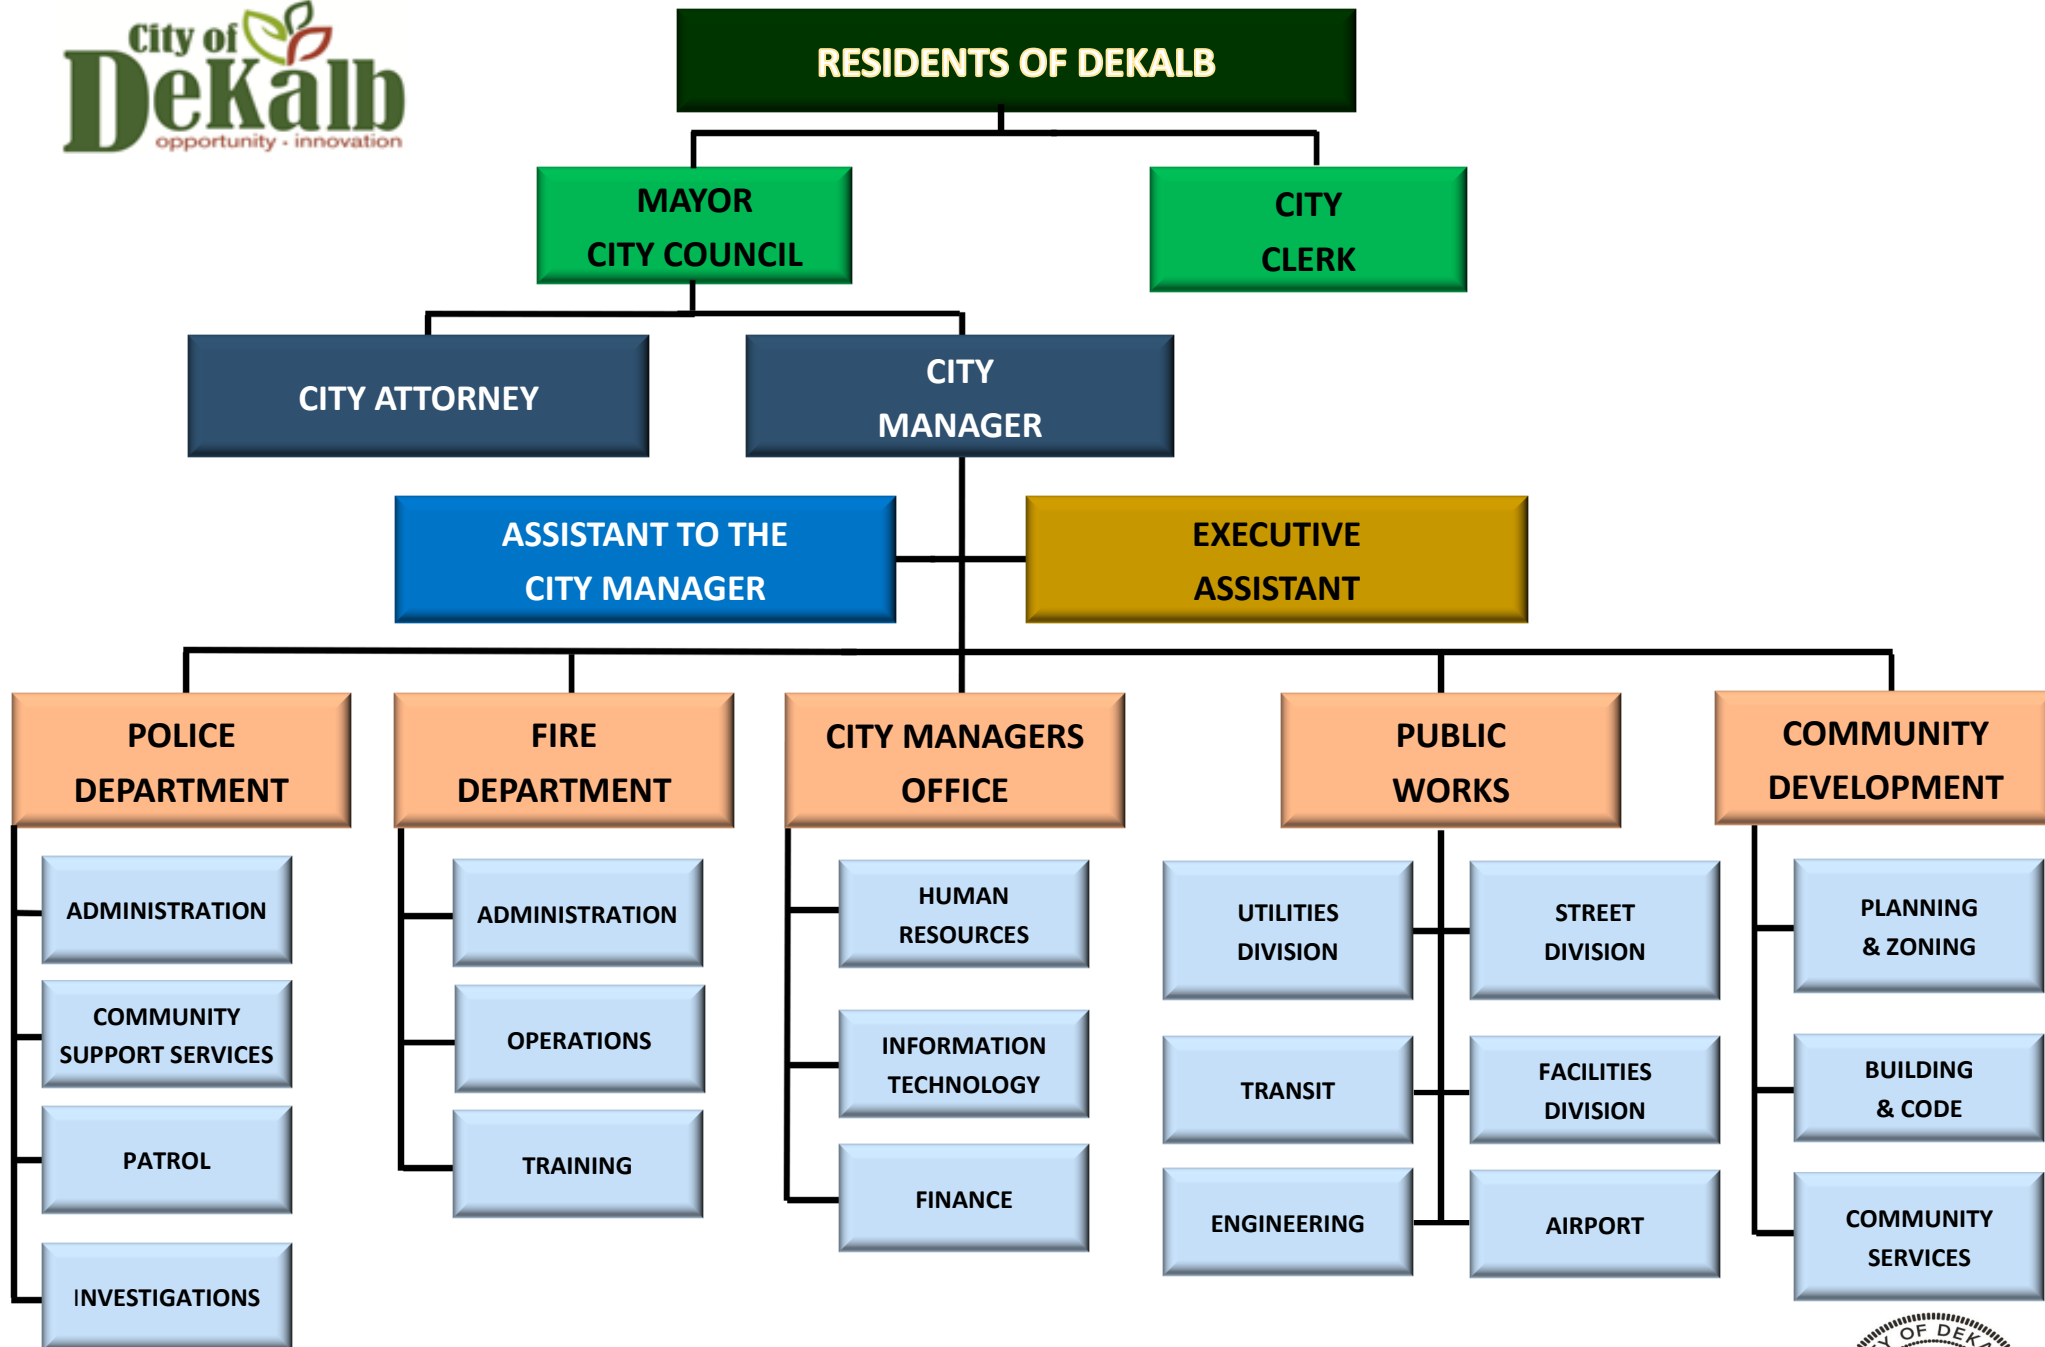 City of
DeKalb
opportunity - innovation
RESIDENTS OF DEKALB
MAYOR
CITY COUNCIL
CITY
CLERK
CITY ATTORNEY
CITY
MANAGER
ASSISTANT TO THE
CITY MANAGER
EXECUTIVE
ASSISTANT
POLICE
DEPARTMENT
FIRE
DEPARTMENT
CITY MANAGERS
OFFICE
PUBLIC
WORKS
COMMUNITY
DEVELOPMENT
ADMINISTRATION
COMMUNITY
SUPPORT SERVICES
PATROL
INVESTIGATIONS
ADMINISTRATION
OPERATIONS
TRAINING
HUMAN
RESOURCES
INFORMATION
TECHNOLOGY
FINANCE
UTILITIES
DIVISION
STREET
DIVISION
TRANSIT
FACILITIES
DIVISION
ENGINEERING
AIRPORT
PLANNING
& ZONING
BUILDING
& CODE
COMMUNITY
SERVICES
OF